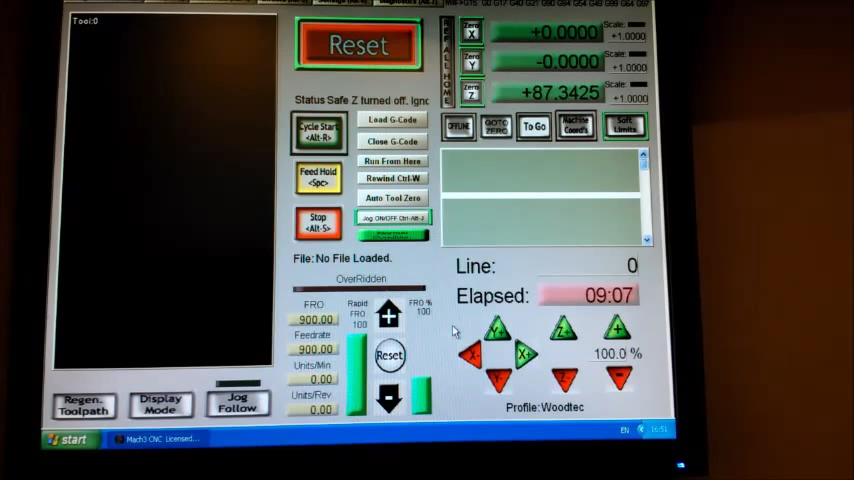 Tool:0
Reset
Status Safe Z turned off. Igno
Cycle Start
<Alt-R>
Feed Hold
<Spc>
Stop
<Alt-S>
Load G-Code
Close G-Code
Run From Here
Rewind Ctrl-W
Auto Tool Zero
Jog ON/OFF Ctrl-Alt-J
File: No File Loaded.
OverRidden
FRO
900.00
Feedrate
900.00
Units/Min
0.00
Units/Rev
0.00
Rapid
FRO
100
FRO %
100
Reset
Regen.
Toolpath
Display
Mode
Jog
Follow
REF ALL HOME
Zero
X
+0.0000
Scale:
+1.0000
Zero
Y
-0.0000
Scale:
+1.0000
Zero
Z
+87.3425
Scale:
+1.0000
OFFLINE
GOTO
ZERO
To Go
Machine
Coord's
Soft
Limits
Line: 0
Elapsed: 09:07
Y+
Z+
+
X-
X+
100.0 %
Y-
Z-
-
Profile: Woodtec
start
Mach3 CNC Licensed...
EN
16:51